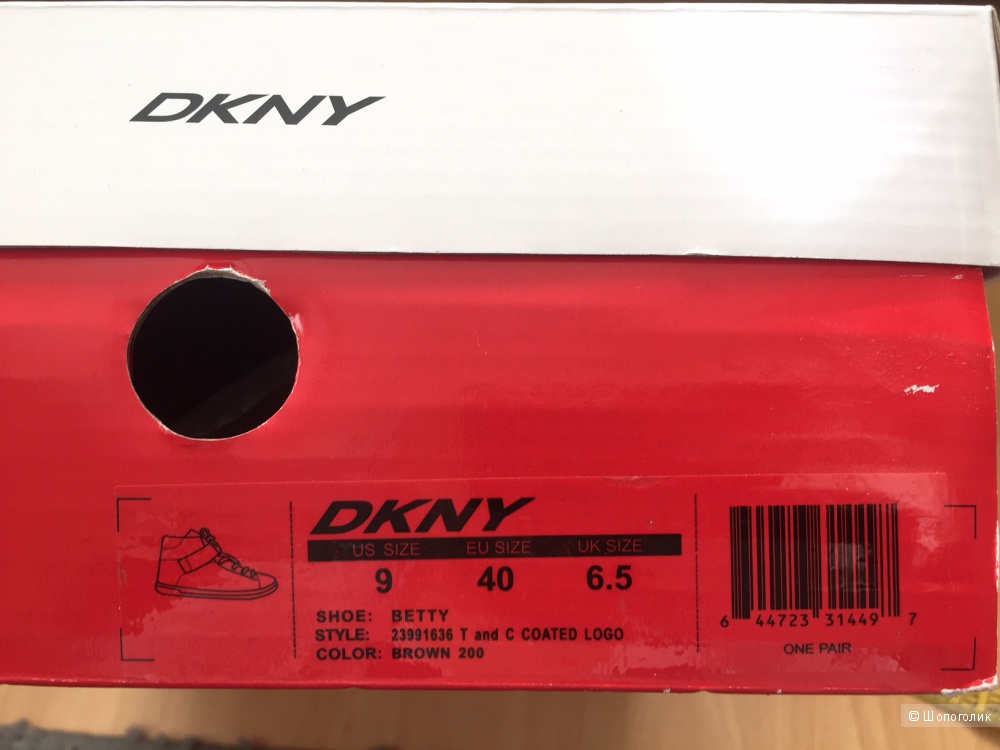 DKNY
DKNY
US SIZE EU SIZE UK SIZE
9 40 6.5
SHOE: BETTY
STYLE: 23991636 T and C COATED LOGO
COLOR: BROWN 200
6 44723 31449 7
ONE PAIR
© Шопоголик